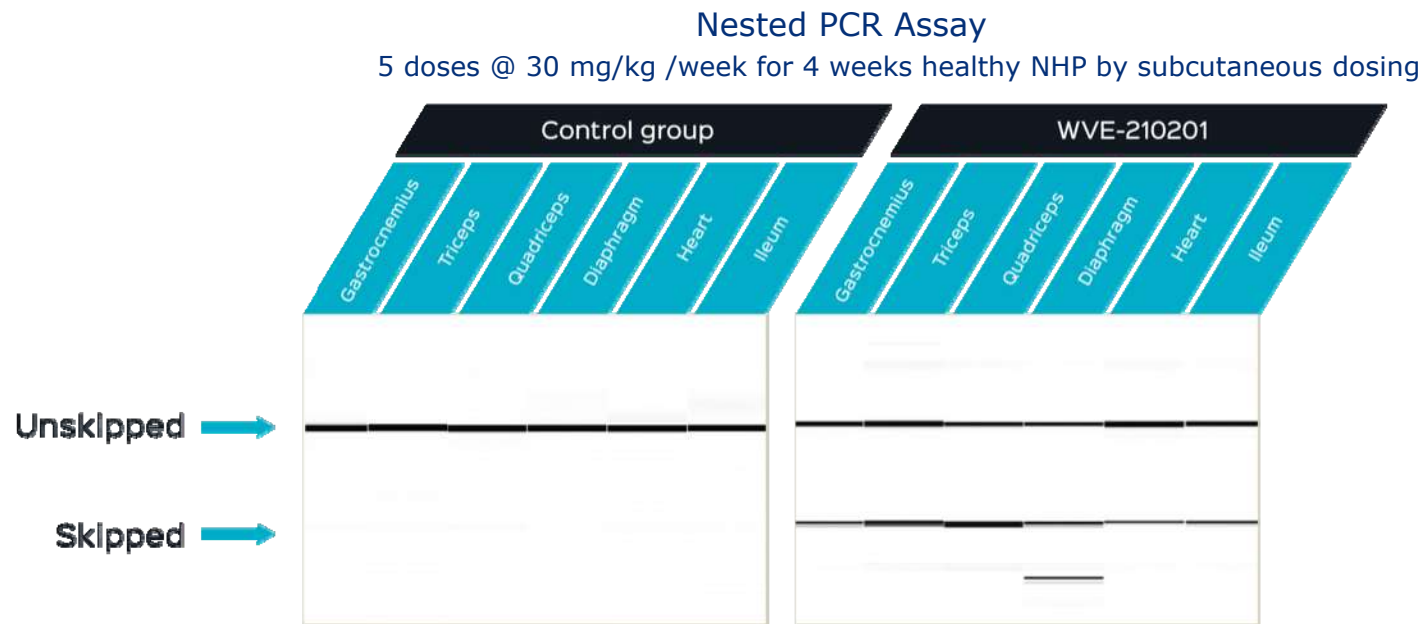 Nested PCR Assay
5 doses @ 30 mg/kg /week for 4 weeks healthy NHP by subcutaneous dosing
Control group
WVE-210201
Gastrocnemius
Triceps
Quadriceps
Diaphragm
Heart
Ileum
Gastrocnemius
Triceps
Quadriceps
Diaphragm
Heart
Ileum
Unskipped
Skipped